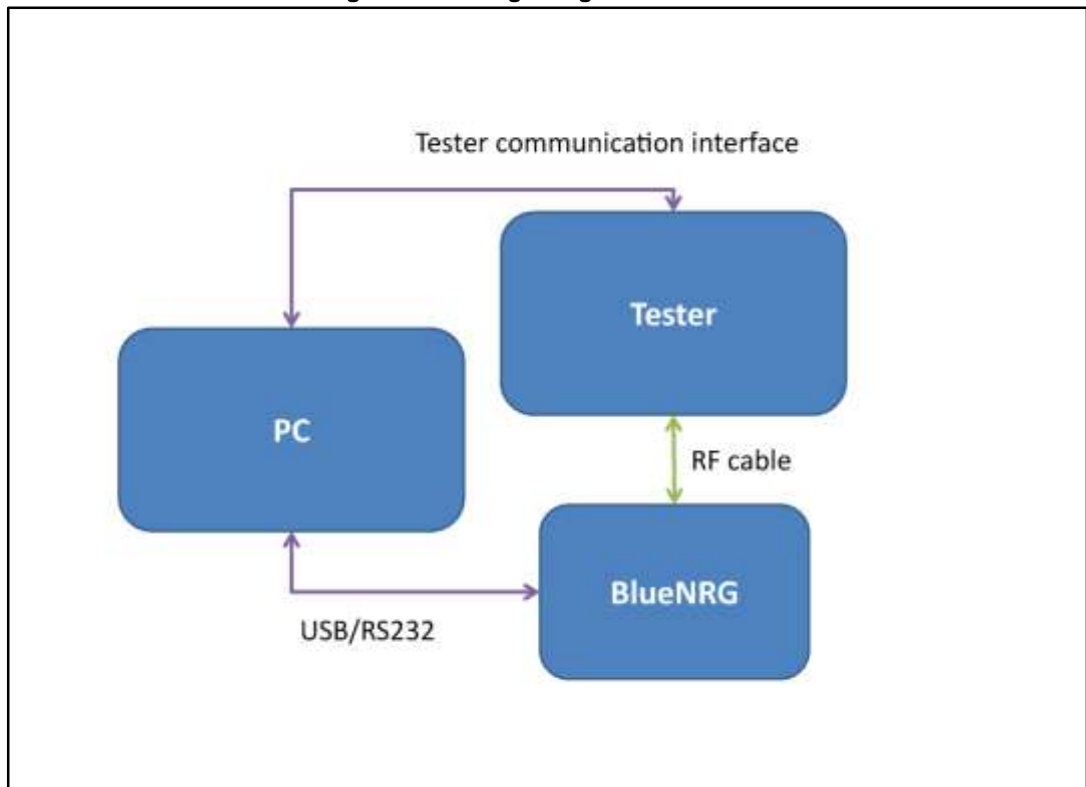 Tester communication interface
Tester
PC
RF cable
BlueNRG
USB/RS232